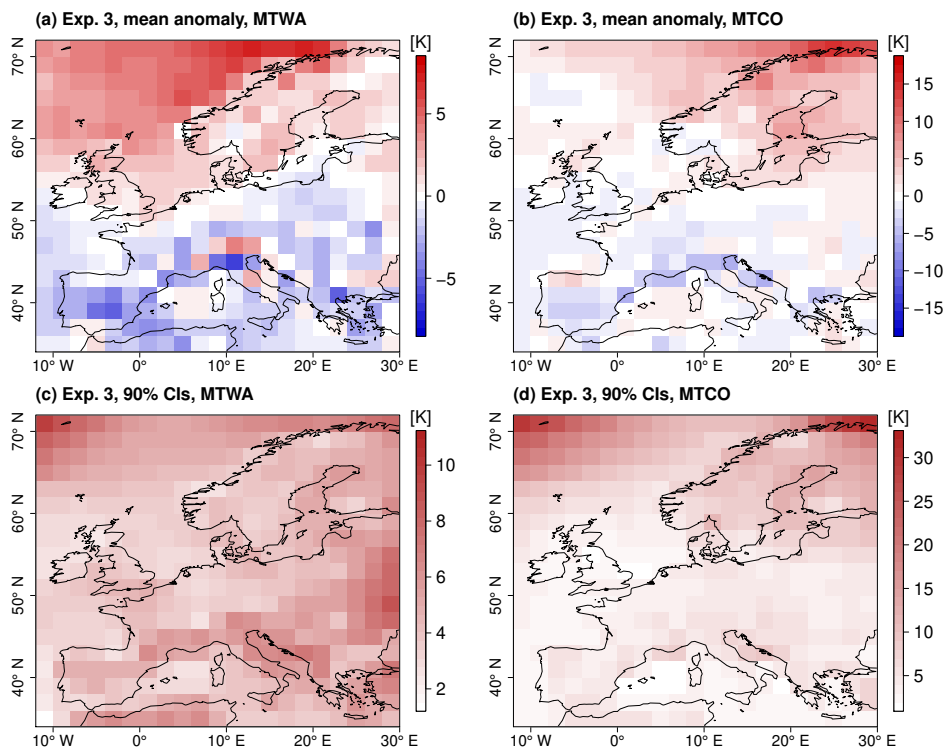 (a) Exp. 3, mean anomaly, MTWA
[K]
70° N
60° N
50° N
40° N
5
0
−5
10° W
0°
10° E
20° E
30° E
(b) Exp. 3, mean anomaly, MTCO
[K]
70° N
60° N
50° N
40° N
15
10
5
0
−5
−10
−15
10° W
0°
10° E
20° E
30° E
(c) Exp. 3, 90% CIs, MTWA
[K]
70° N
60° N
50° N
40° N
10
8
6
4
2
10° W
0°
10° E
20° E
30° E
(d) Exp. 3, 90% CIs, MTCO
[K]
70° N
60° N
50° N
40° N
30
25
20
15
10
5
10° W
0°
10° E
20° E
30° E